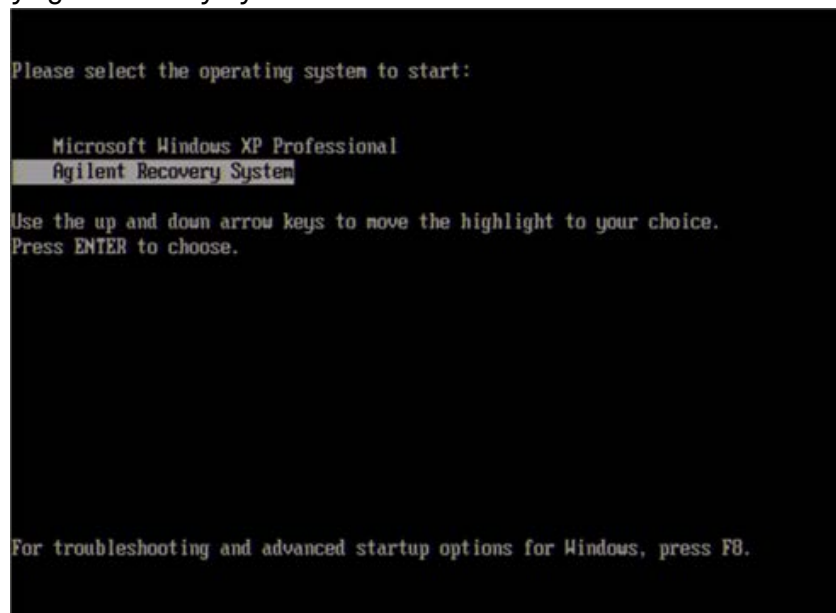 Please select the operating system to start:
Microsoft Windows XP Professional
Agilent Recovery System
Use the up and down arrow keys to move the highlight to your choice.
Press ENTER to choose.
For troubleshooting and advanced startup options for Windows, press F8.